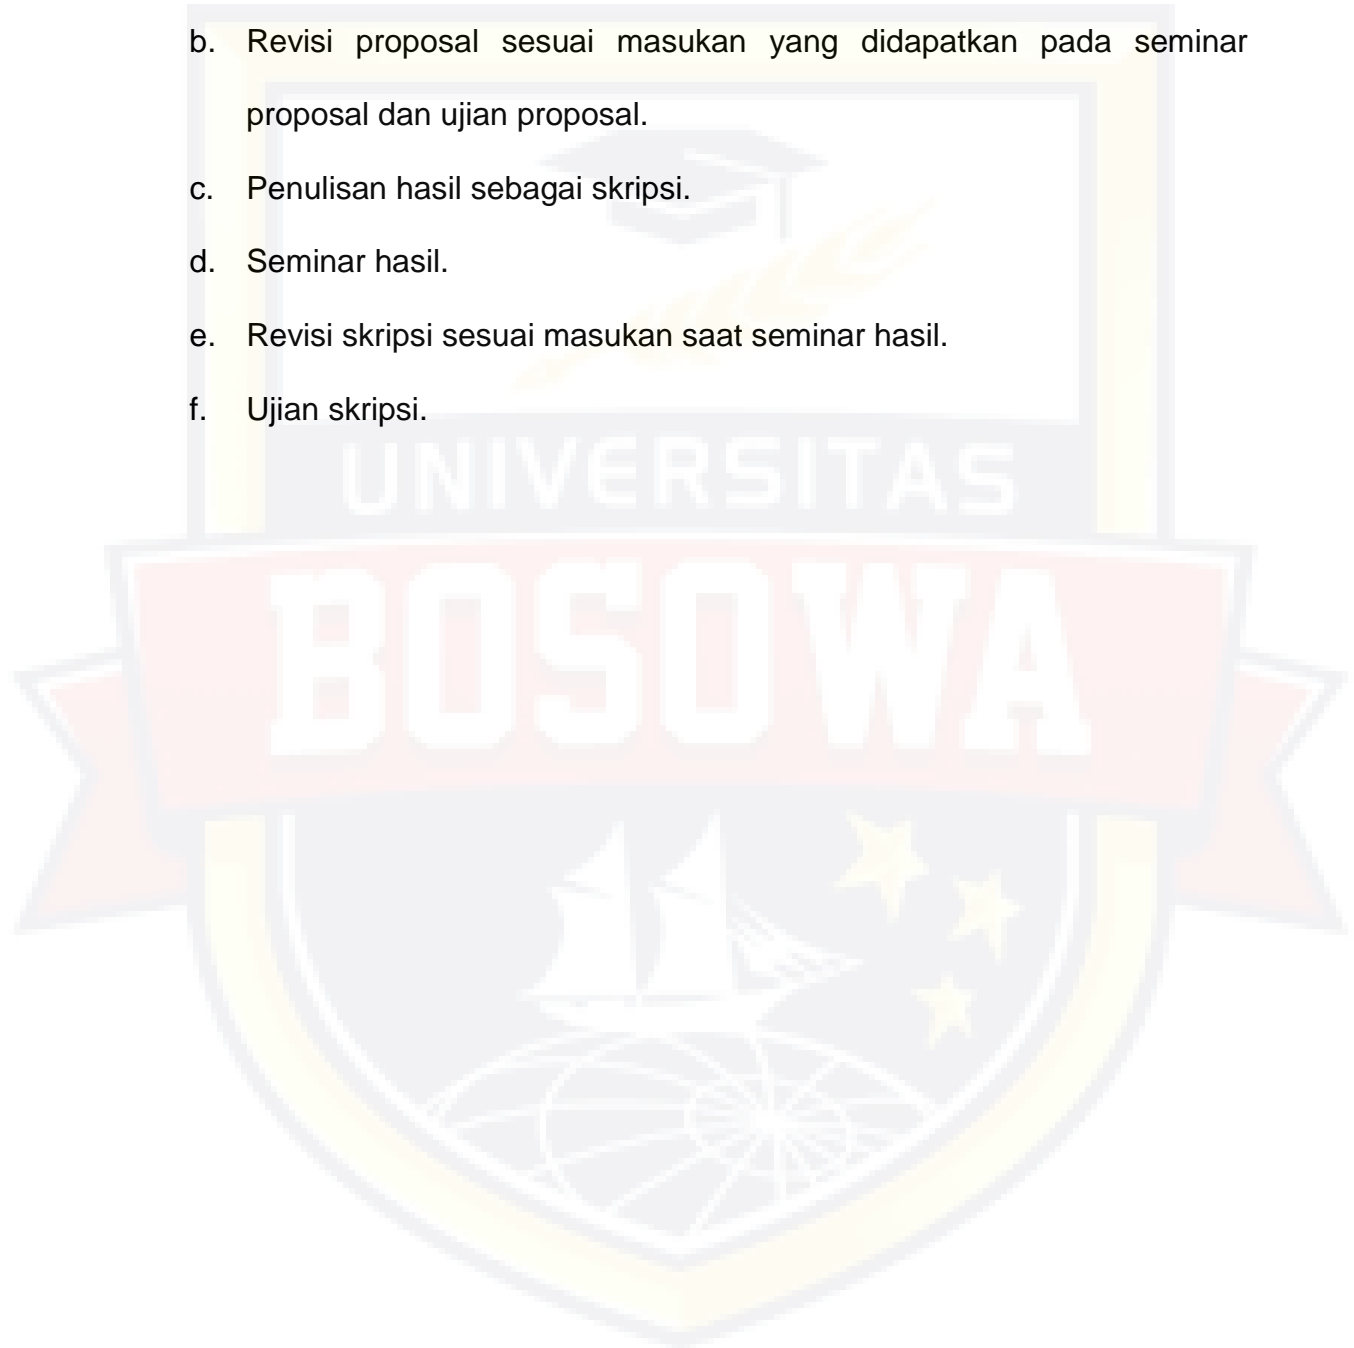 b. Revisi proposal sesuai masukan yang didapatkan pada seminar
proposal dan ujian proposal.
c. Penulisan hasil sebagai skripsi.
d. Seminar hasil.
e. Revisi skripsi sesuai masukan saat seminar hasil.
f. Ujian skripsi.
UNIVERSITAS
BOSOWA